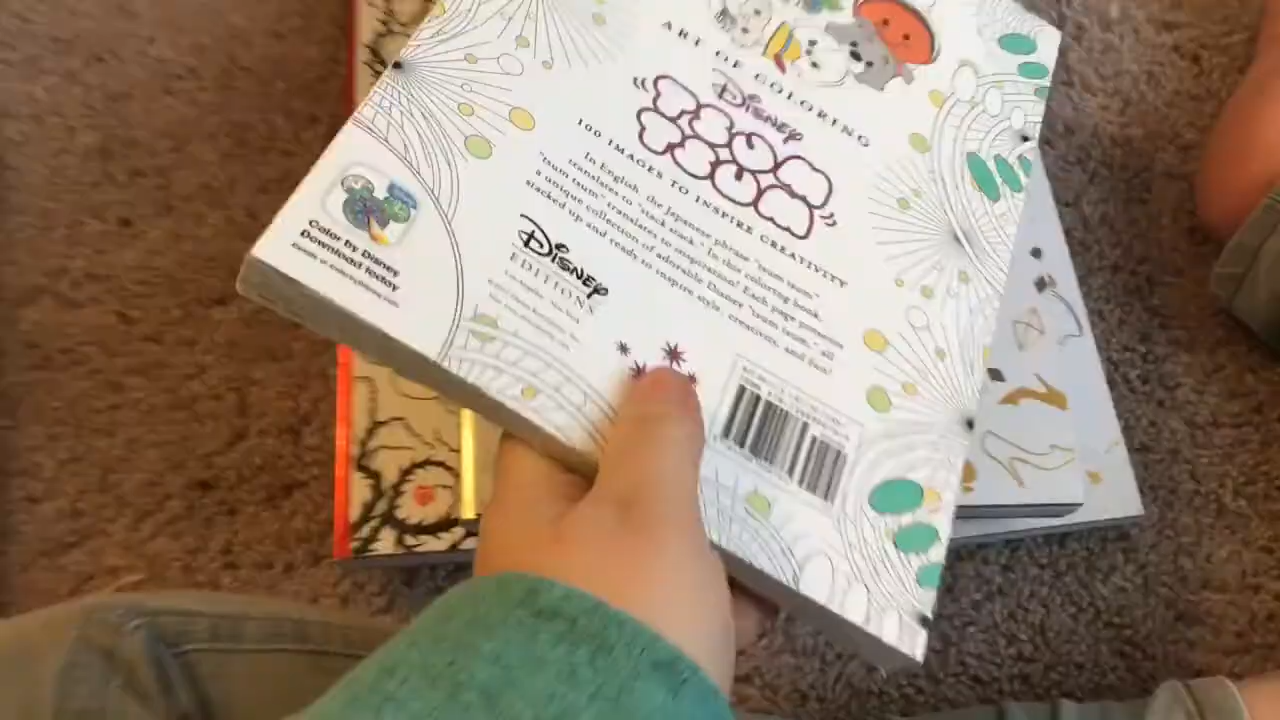 ART OF COLORING
Disney
TSUM
TSUM
100 IMAGES TO INSPIRE CREATIVITY
In English, the Japanese phrase "tsum tsum"
translates to "stack stack." In this coloring book,
"tsum tsum" translates to inspiration! Each page presents
a unique collection of adorable Disney "tsum tsum," all
stacked up and ready to inspire style, creativity, and fun!
Disney
EDITIONS
Color by Disney
Download today